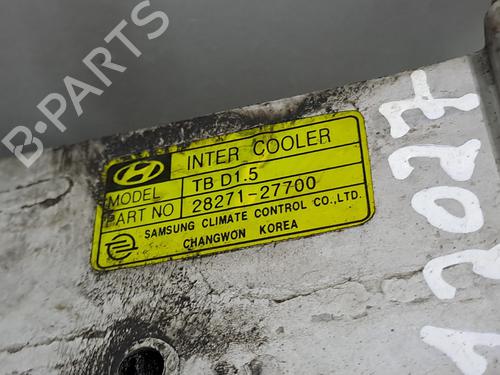 B-PARTS
INTER COOLER
MODEL TB D1.5
PART NO 28271-27700
SAMSUNG CLIMATE CONTROL CO.,LTD.
CHANGWON KOREA